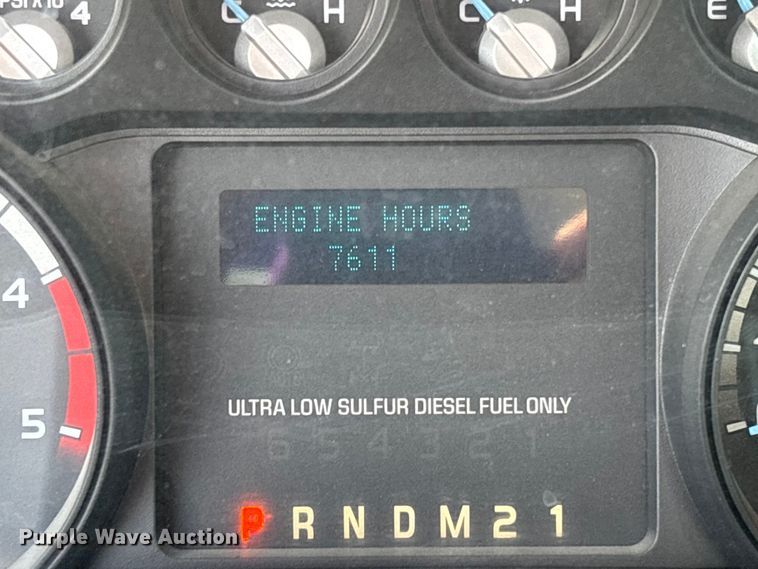 PSI X 10
4
C H
C H
E
ENGINE HOURS
7611
4
5
ULTRA LOW SULFUR DIESEL FUEL ONLY
6 5 4 3 2 1
P R N D M 2 1
Purple Wave Auction